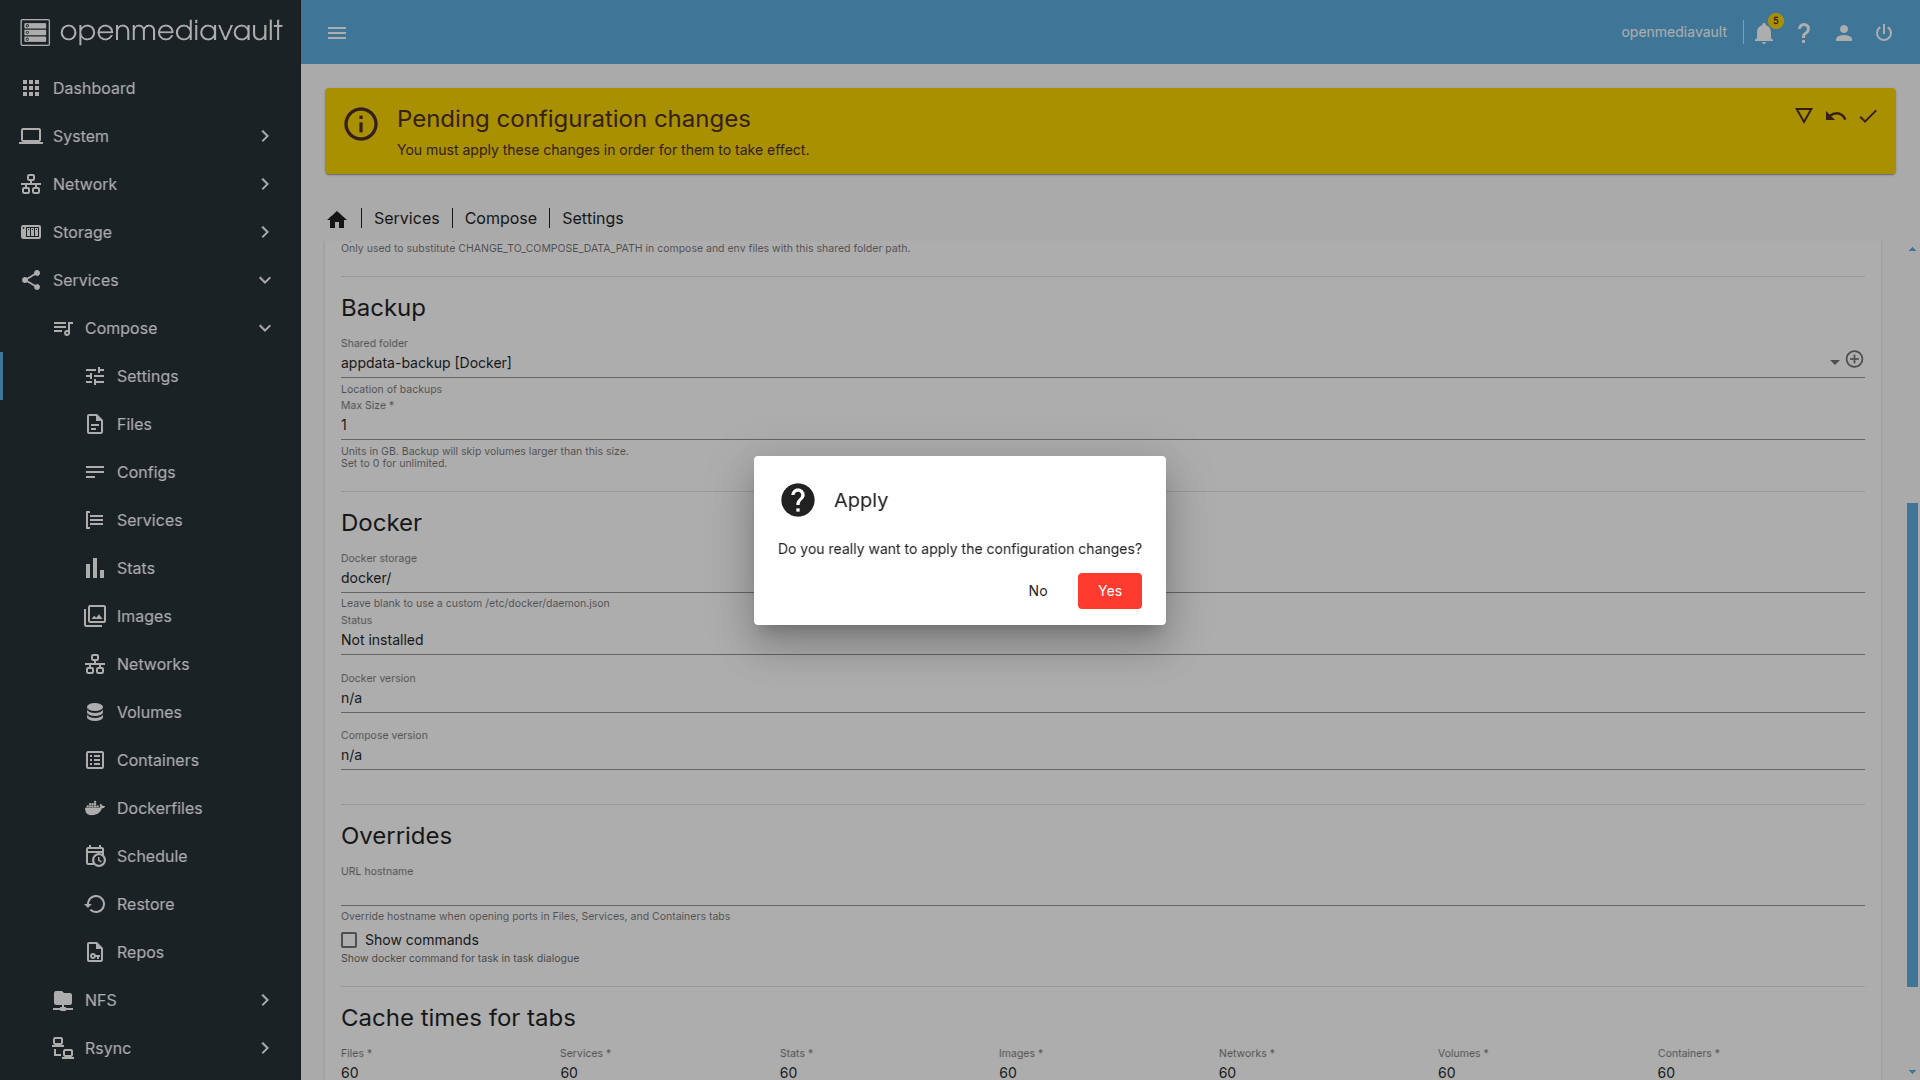 openmediavault
openmediavault
5
Dashboard
System
Network
Storage
Services
Compose
Settings
Files
Configs
Services
Stats
Images
Networks
Volumes
Containers
Dockerfiles
Schedule
Restore
Repos
NFS
Rsync
Pending configuration changes
You must apply these changes in order for them to take effect.
Services | Compose | Settings
Only used to substitute CHANGE_TO_COMPOSE_DATA_PATH in compose and env files with this shared folder path.
Backup
Shared folder
appdata-backup [Docker]
Location of backups
Max Size *
1
Units in GB. Backup will skip volumes larger than this size.
Set to 0 for unlimited.
Docker
Docker storage
docker/
Leave blank to use a custom /etc/docker/daemon.json
Status
Not installed
Docker version
n/a
Compose version
n/a
Overrides
URL hostname
Override hostname when opening ports in Files, Services, and Containers tabs
Show commands
Show docker command for task in task dialogue
Cache times for tabs
Files * Services * Stats * Images * Networks * Volumes * Containers *
60 60 60 60 60 60 60
Apply
Do you really want to apply the configuration changes?
No Yes